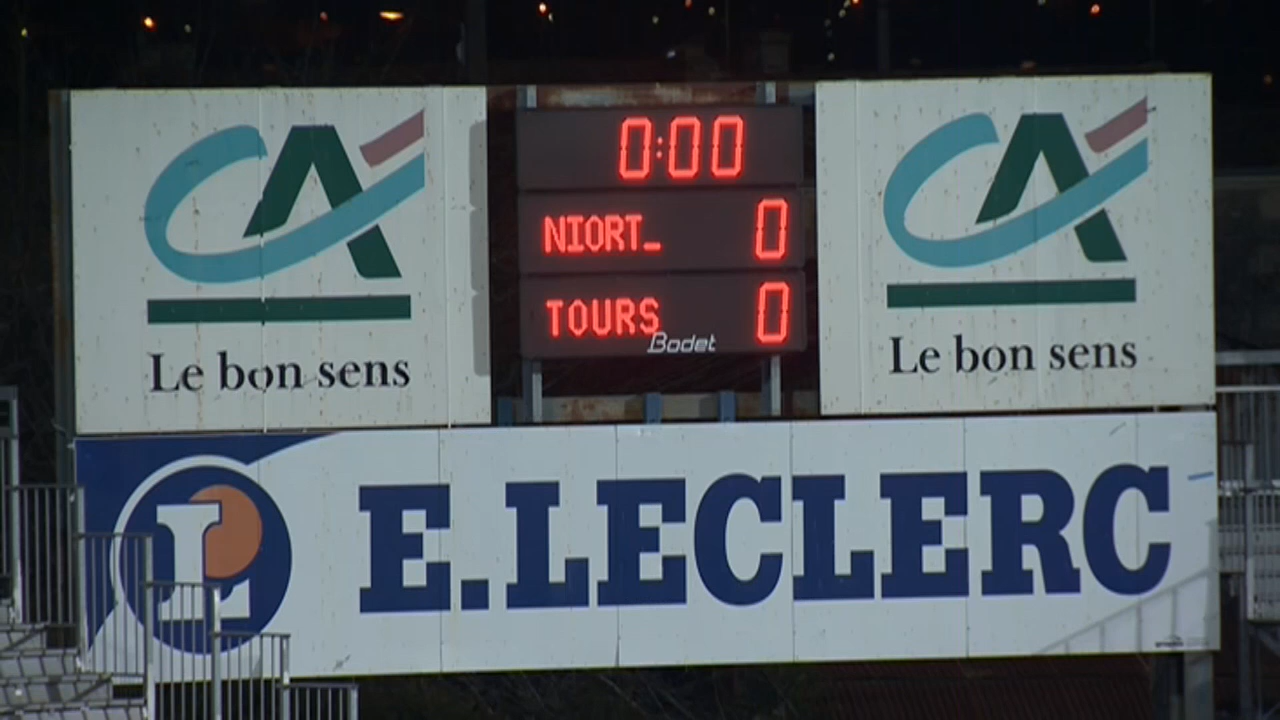 CA
Le bon sens
0:00
NIORT_ 0
TOURS 0
Bodet
CA
Le bon sens
L E.LECLERC